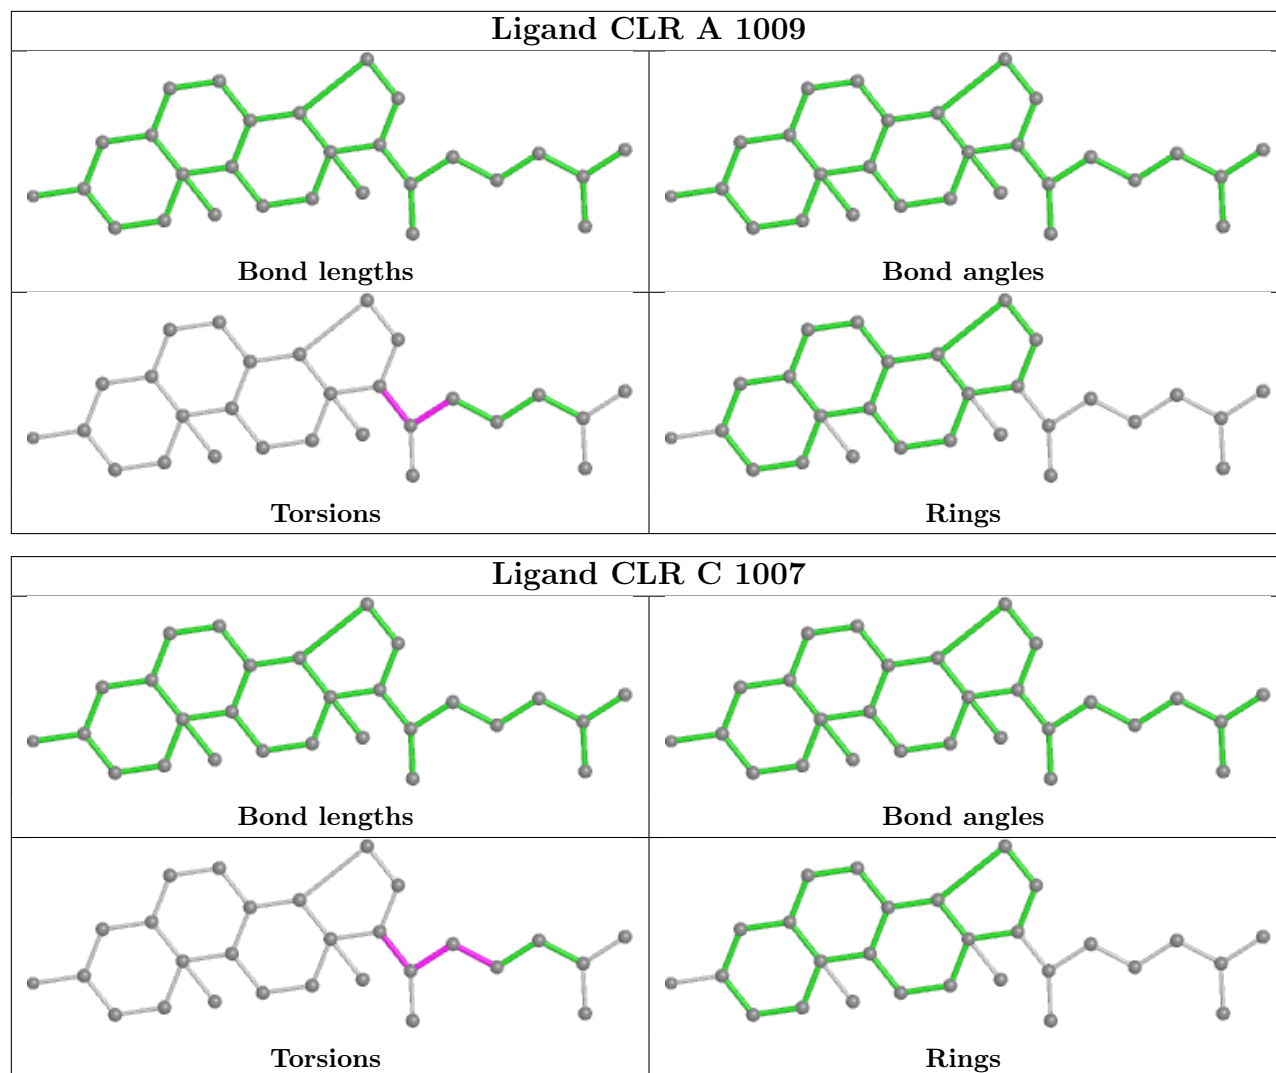 Ligand CLR A 1009
Bond lengths
Bond angles
Torsions
Rings
Ligand CLR C 1007
Bond lengths
Bond angles
Torsions
Rings